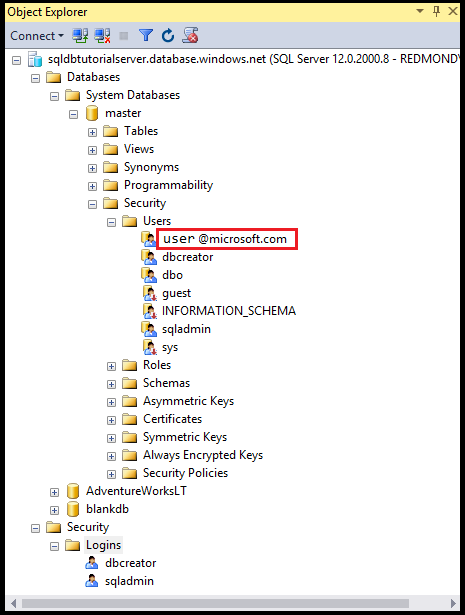 Object Explorer
Connect
sqldbtutorialserver.database.windows.net (SQL Server 12.0.2000.8 - REDMOND
Databases
System Databases
master
Tables
Views
Synonyms
Programmability
Security
Users
user @microsoft.com
dbcreator
dbo
guest
INFORMATION_SCHEMA
sqladmin
sys
Roles
Schemas
Asymmetric Keys
Certificates
Symmetric Keys
Always Encrypted Keys
Security Policies
AdventureWorksLT
blankdb
Security
Logins
dbcreator
sqladmin